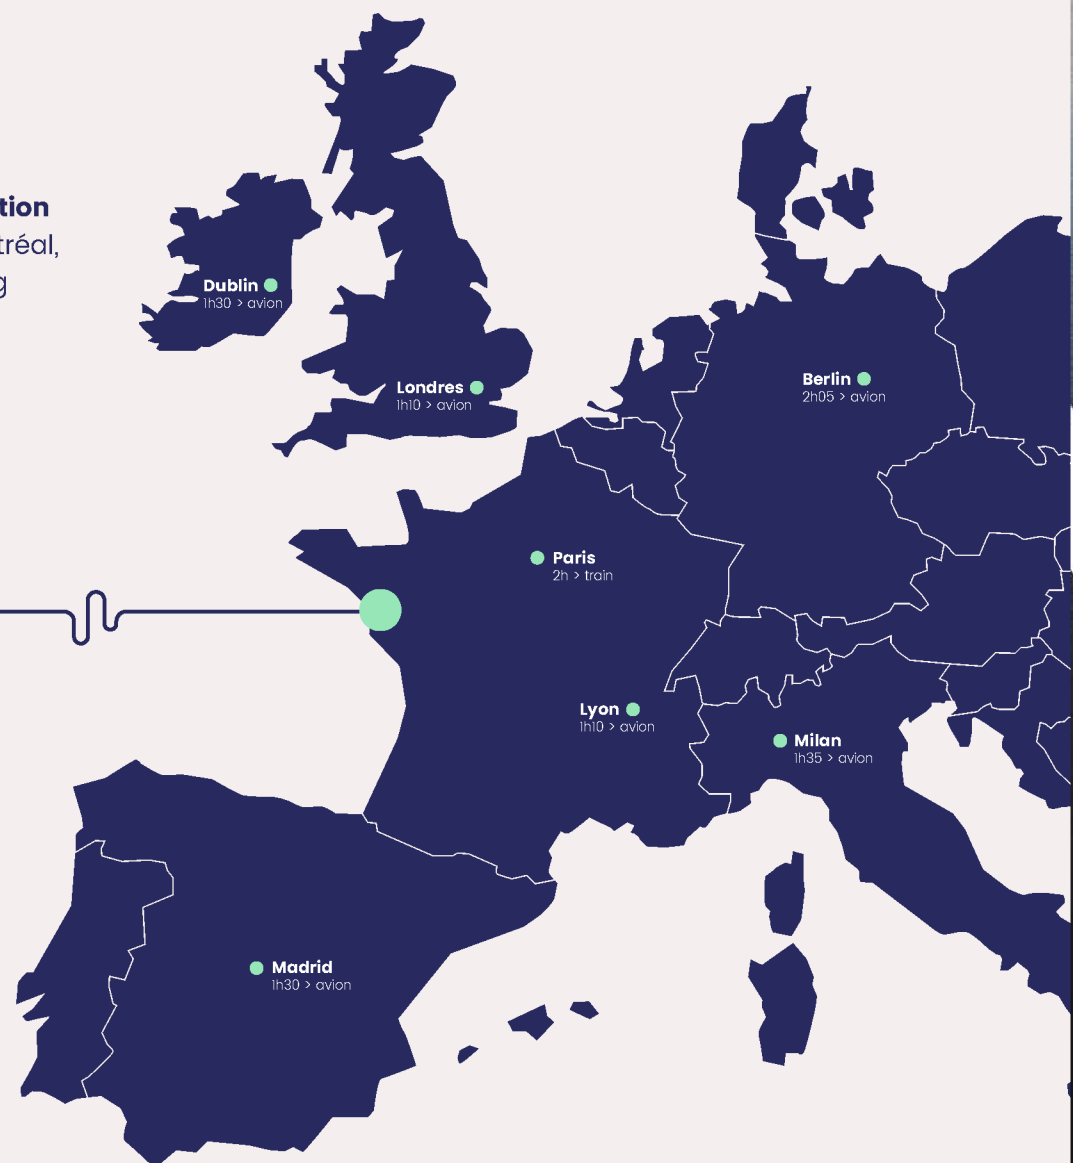 tion
tréal,
g
Dublin
1h30 > avion
Londres
1h10 > avion
Berlin
2h05 > avion
Paris
2h > train
Lyon
1h10 > avion
Milan
1h35 > avion
Madrid
1h30 > avion